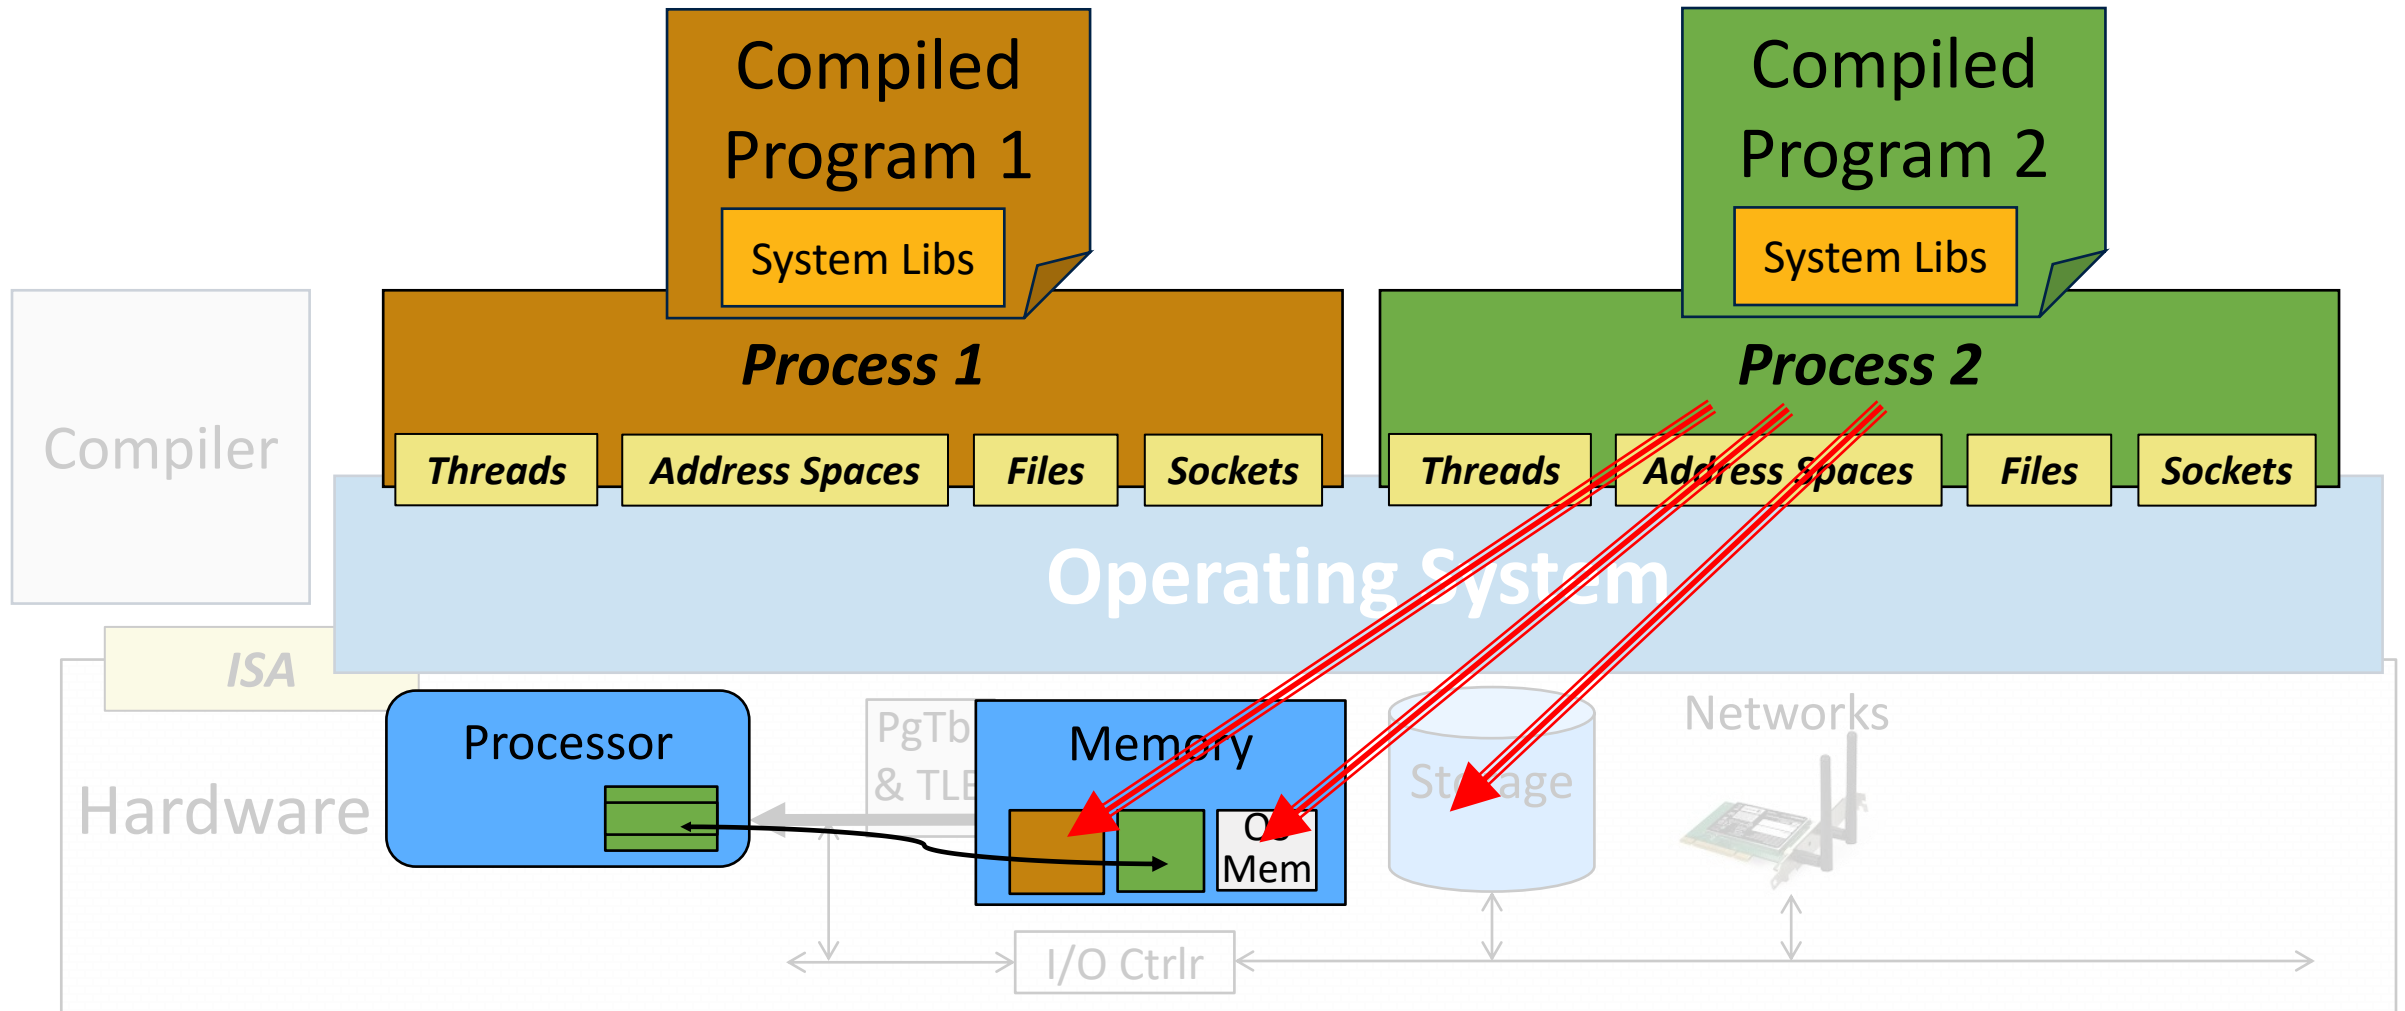 Compiled
Program 1
System Libs
Compiled
Program 2
System Libs
Process 1
Process 2
Compiler
Threads
Address Spaces
Files
Sockets
Threads
Address Spaces
Files
Sockets
Operating System
ISA
Hardware
Processor
PgTb
& TLB
Memory
OS
Mem
Storage
Networks
I/O Ctrlr